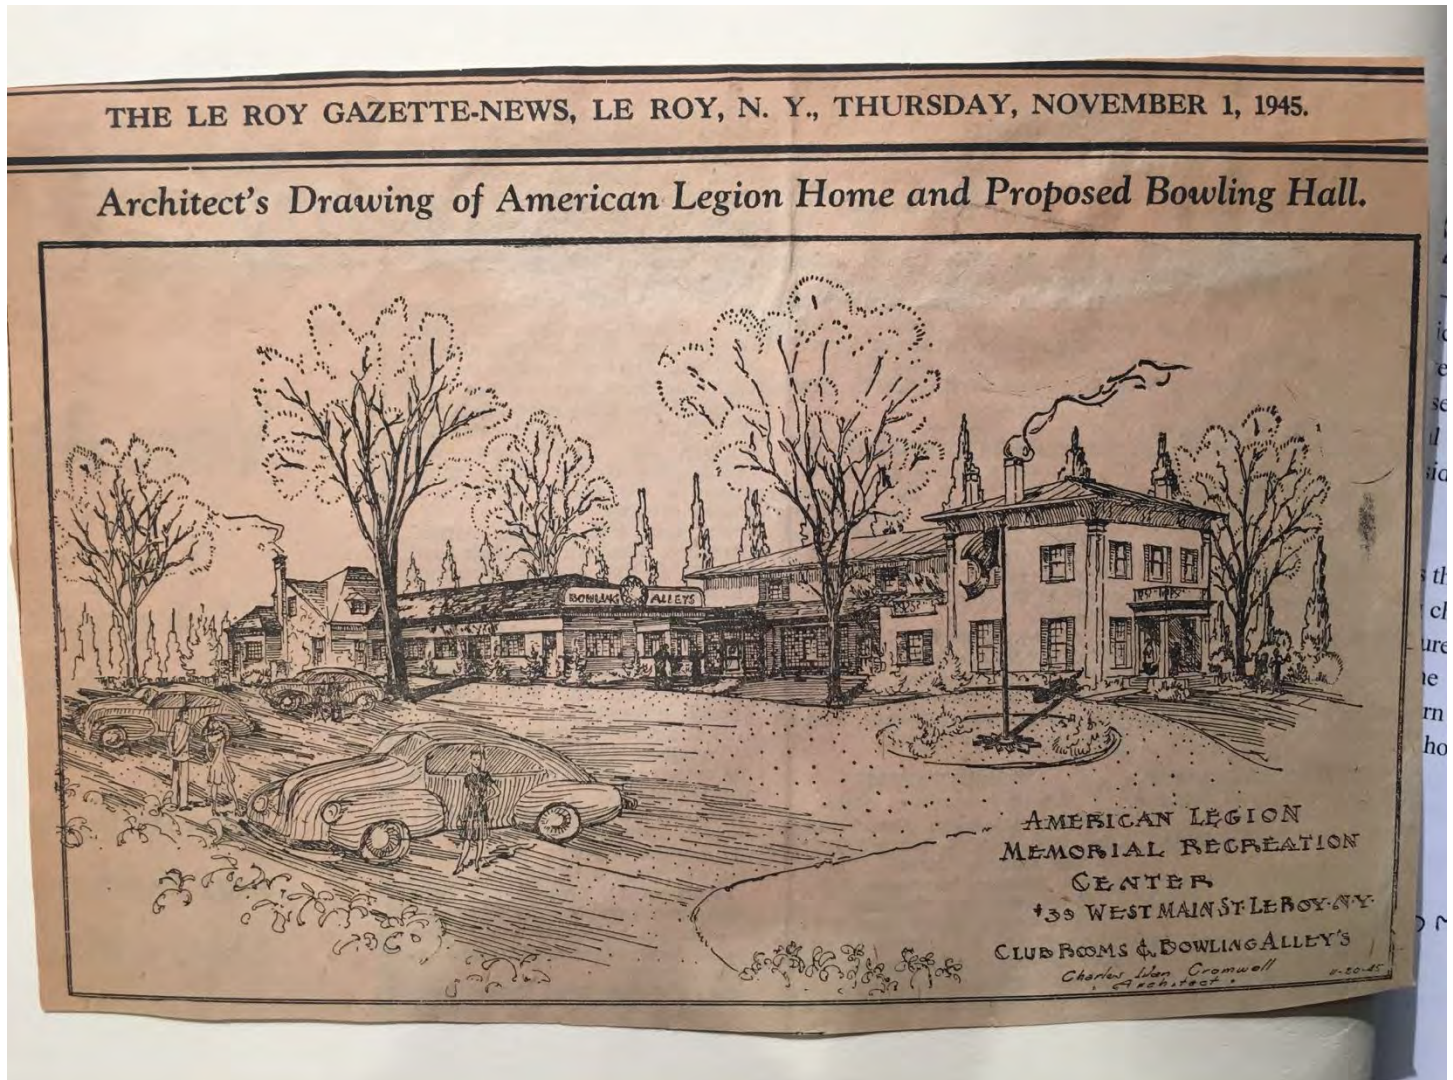 THE LE ROY GAZETTE-NEWS, LE ROY, N. Y., THURSDAY, NOVEMBER 1, 1945.
Architect's Drawing of American Legion Home and Proposed Bowling Hall.
BOWLING ALLEYS
AMERICAN LEGION
MEMORIAL RECREATION
CENTER
#39 WEST MAIN ST. LEROY. N.Y.
CLUB ROOMS & BOWLING ALLEY'S
Charles Ivan Cromwell
Architect